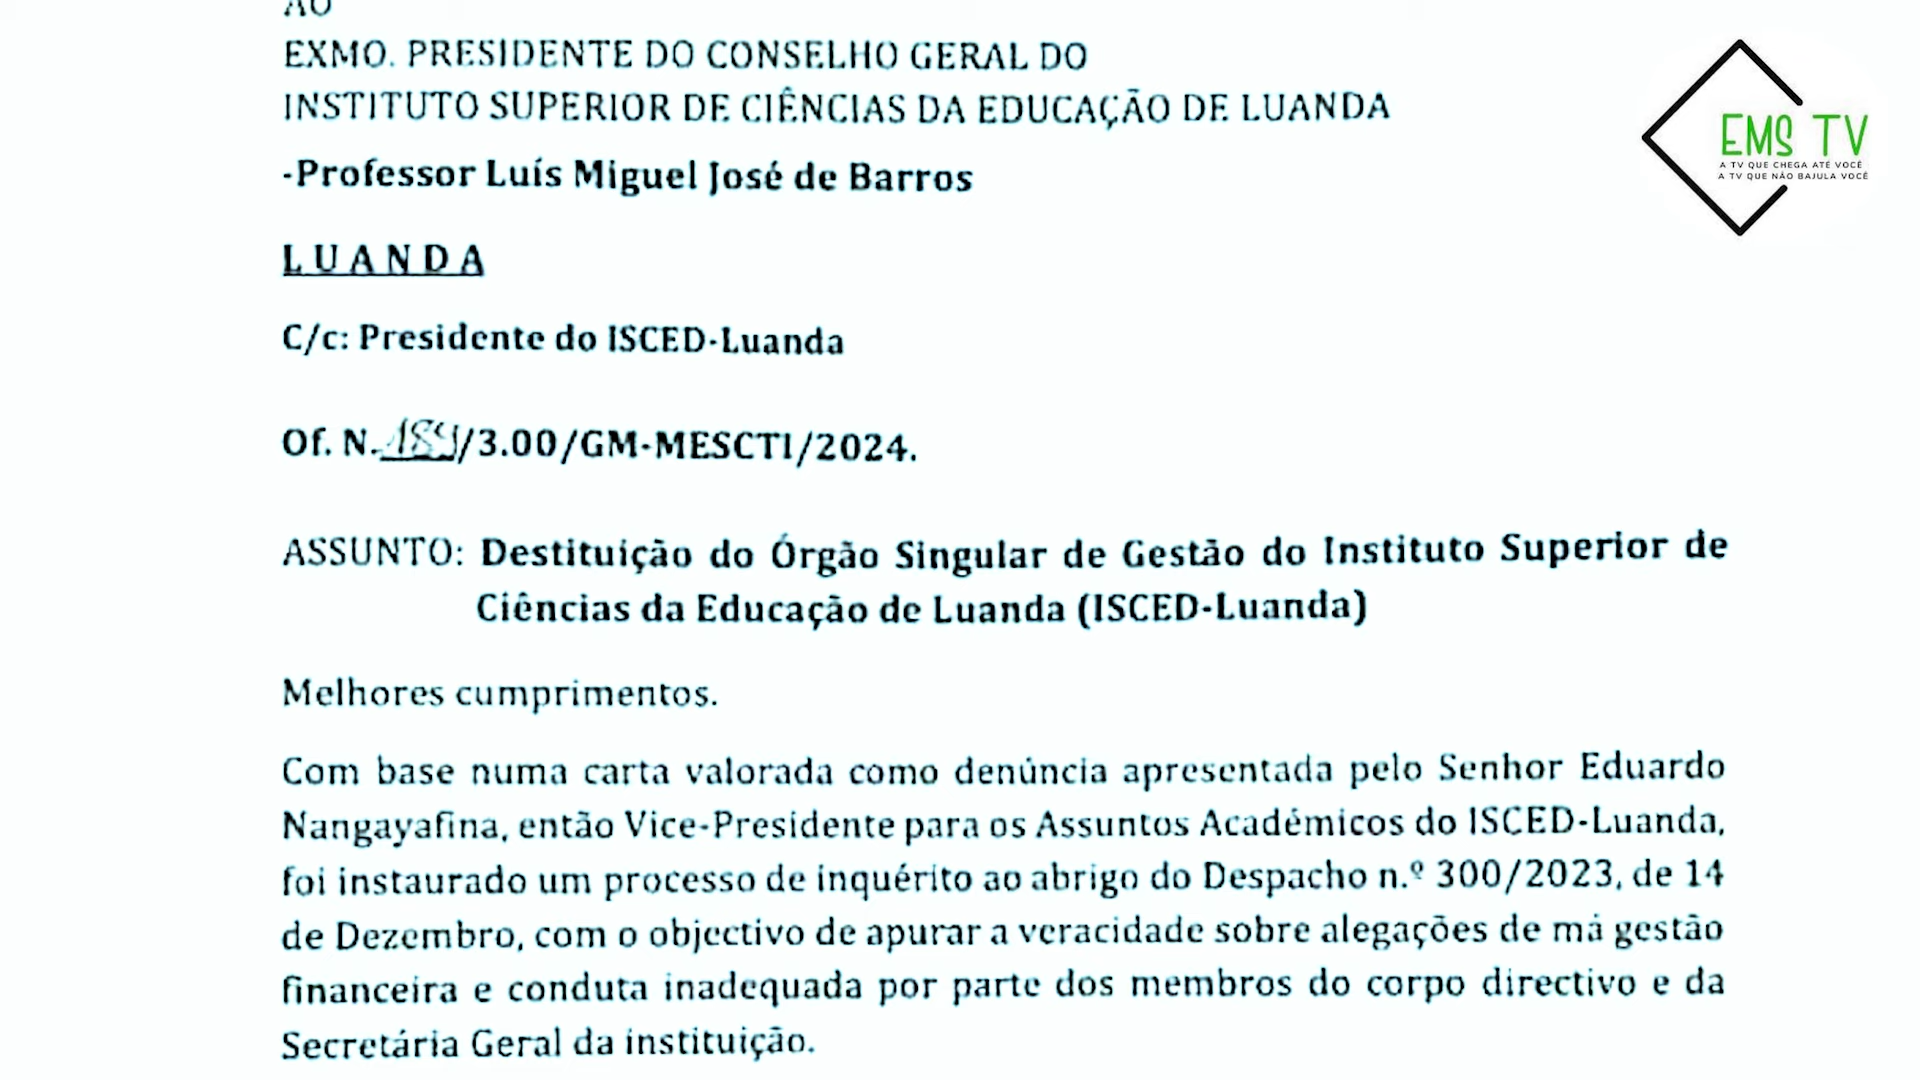 AO
EXMO. PRESIDENTE DO CONSELHO GERAL DO
INSTITUTO SUPERIOR DE CIÊNCIAS DA EDUCAÇÃO DE LUANDA
-Professor Luís Miguel José de Barros
LUANDA
C/c: Presidente do ISCED-Luanda
Of. N. 189/3.00/GM-MESCTI/2024.
ASSUNTO: Destituição do Órgão Singular de Gestão do Instituto Superior de
Ciências da Educação de Luanda (ISCED-Luanda)
Melhores cumprimentos.
Com base numa carta valorada como denúncia apresentada pelo Senhor Eduardo
Nangayafina, então Vice-Presidente para os Assuntos Académicos do ISCED-Luanda,
foi instaurado um processo de inquérito ao abrigo do Despacho n.º 300/2023, de 14
de Dezembro, com o objectivo de apurar a veracidade sobre alegações de má gestão
financeira e conduta inadequada por parte dos membros do corpo directivo e da
Secretária Geral da instituição.
EMS TV
A TV QUE CHEGA ATÉ VOCÊ
A TV QUE NÃO BAJULA VOCÊ